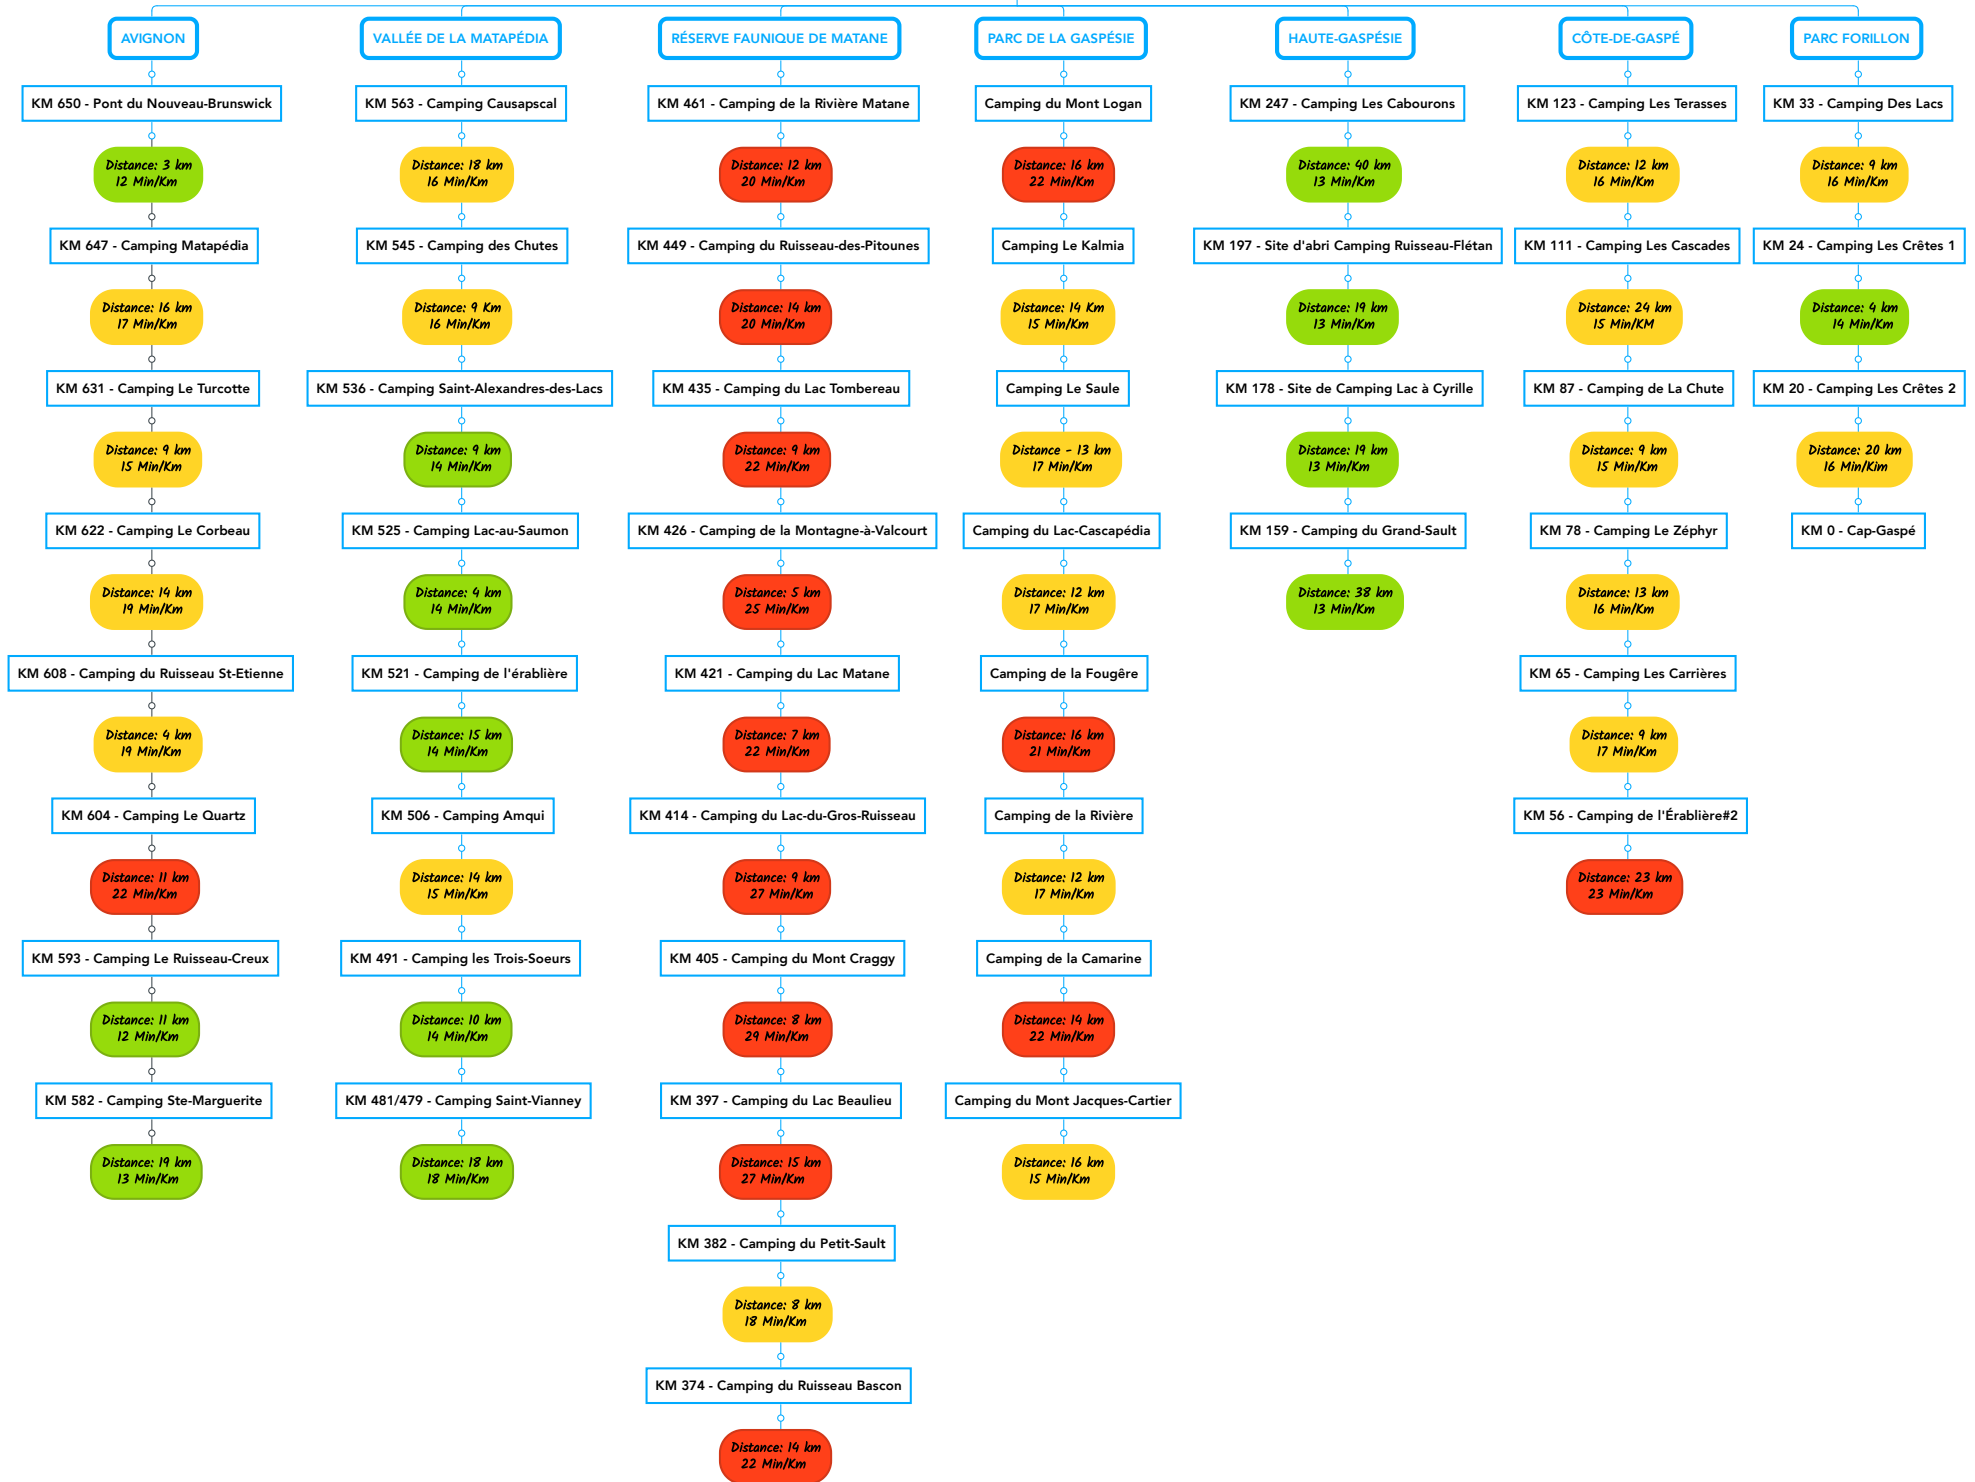 AVIGNON
KM 650 - Pont du Nouveau-Brunswick
Distance: 3 km
12 Min/Km
KM 647 - Camping Matapédia
Distance: 16 km
17 Min/Km
KM 631 - Camping Le Turcotte
Distance: 9 km
15 Min/Km
KM 622 - Camping Le Corbeau
Distance: 14 km
19 Min/Km
KM 608 - Camping du Ruisseau St-Etienne
Distance: 4 km
19 Min/Km
KM 604 - Camping Le Quartz
Distance: 11 km
22 Min/Km
KM 593 - Camping Le Ruisseau-Creux
Distance: 11 km
12 Min/Km
KM 582 - Camping Ste-Marguerite
Distance: 19 km
13 Min/Km
VALLÉE DE LA MATAPÉDIA
KM 563 - Camping Causapscal
Distance: 18 km
16 Min/Km
KM 545 - Camping des Chutes
Distance: 9 Km
16 Min/Km
KM 536 - Camping Saint-Alexandres-des-Lacs
Distance: 9 km
14 Min/Km
KM 525 - Camping Lac-au-Saumon
Distance: 4 km
14 Min/Km
KM 521 - Camping de l'érablière
Distance: 15 km
14 Min/Km
KM 506 - Camping Amqui
Distance: 14 km
15 Min/Km
KM 491 - Camping les Trois-Soeurs
Distance: 10 km
14 Min/Km
KM 481/479 - Camping Saint-Vianney
Distance: 18 km
18 Min/Km
RÉSERVE FAUNIQUE DE MATANE
KM 461 - Camping de la Rivière Matane
Distance: 12 km
20 Min/Km
KM 449 - Camping du Ruisseau-des-Pitounes
Distance: 14 km
20 Min/Km
KM 435 - Camping du Lac Tombereau
Distance: 9 km
22 Min/Km
KM 426 - Camping de la Montagne-à-Valcourt
Distance: 5 km
25 Min/Km
KM 421 - Camping du Lac Matane
Distance: 7 km
22 Min/Km
KM 414 - Camping du Lac-du-Gros-Ruisseau
Distance: 9 km
27 Min/Km
KM 405 - Camping du Mont Craggy
Distance: 8 km
29 Min/Km
KM 397 - Camping du Lac Beaulieu
Distance: 15 km
27 Min/Km
KM 382 - Camping du Petit-Sault
Distance: 8 km
18 Min/Km
KM 374 - Camping du Ruisseau Bascon
Distance: 14 km
22 Min/Km
PARC DE LA GASPÉSIE
Camping du Mont Logan
Distance: 16 km
22 Min/Km
Camping Le Kalmia
Distance: 14 Km
15 Min/Km
Camping Le Saule
Distance - 13 km
17 Min/Km
Camping du Lac-Cascapédia
Distance: 12 km
17 Min/Km
Camping de la Fougêre
Distance: 16 km
21 Min/Km
Camping de la Rivière
Distance: 12 km
17 Min/Km
Camping de la Camarine
Distance: 14 km
22 Min/Km
Camping du Mont Jacques-Cartier
Distance: 16 km
15 Min/Km
HAUTE-GASPÉSIE
KM 247 - Camping Les Cabourons
Distance: 40 km
13 Min/Km
KM 197 - Site d'abri Camping Ruisseau-Flétan
Distance: 19 km
13 Min/Km
KM 178 - Site de Camping Lac à Cyrille
Distance: 19 km
13 Min/Km
KM 159 - Camping du Grand-Sault
Distance: 38 km
13 Min/Km
CÔTE-DE-GASPÉ
KM 123 - Camping Les Terasses
Distance: 12 km
16 Min/Km
KM 111 - Camping Les Cascades
Distance: 24 km
15 Min/KM
KM 87 - Camping de La Chute
Distance: 9 km
15 Min/Km
KM 78 - Camping Le Zéphyr
Distance: 13 km
16 Min/Km
KM 65 - Camping Les Carrières
Distance: 9 km
17 Min/Km
KM 56 - Camping de l'Érablière#2
Distance: 23 km
23 Min/Km
PARC FORILLON
KM 33 - Camping Des Lacs
Distance: 9 km
16 Min/Km
KM 24 - Camping Les Crêtes 1
Distance: 4 km
14 Min/Km
KM 20 - Camping Les Crêtes 2
Distance: 20 km
16 Min/Kim
KM 0 - Cap-Gaspé